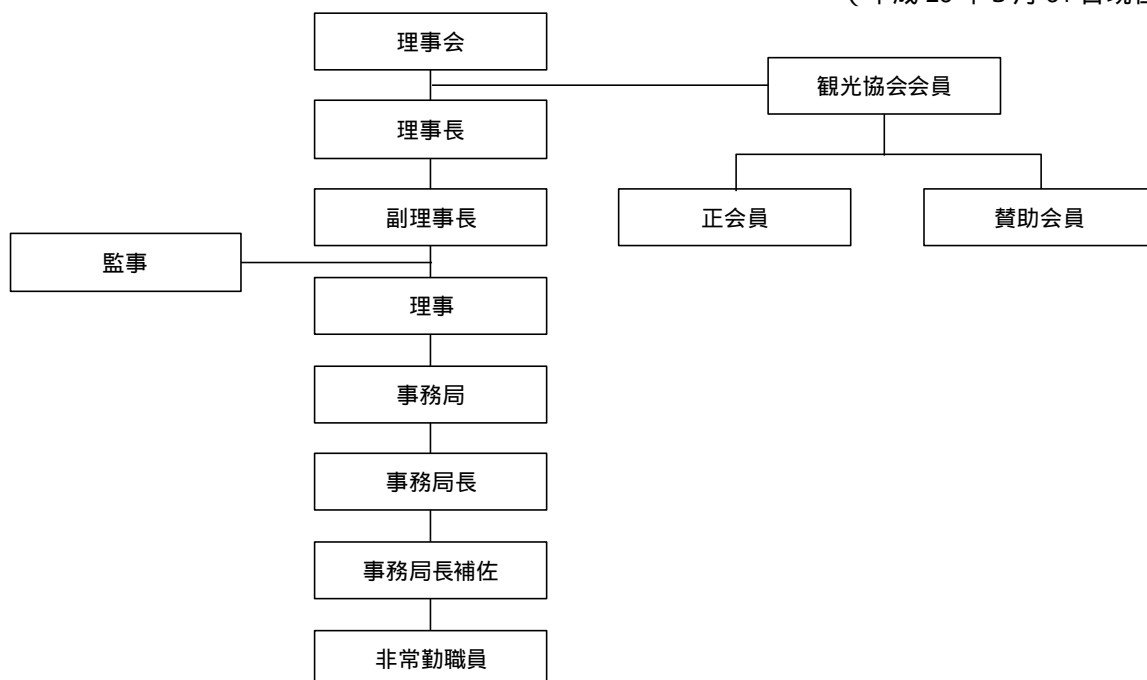 理事会
観光協会会員
理事長
副理事長
正会員
賛助会員
監事
理事
事務局
事務局長
事務局長補佐
非常勤職員